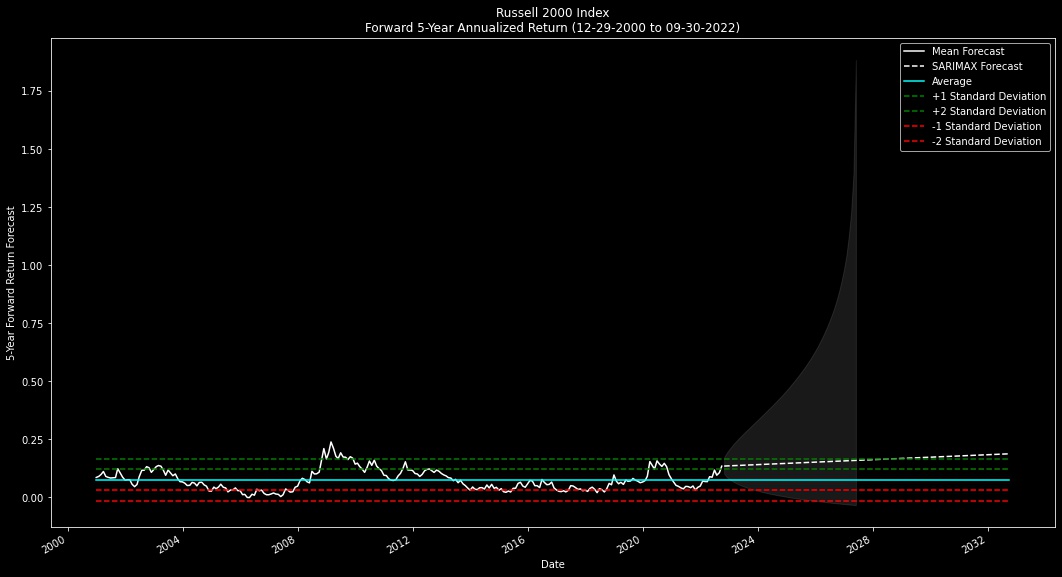 Russell 2000 Index
Forward 5-Year Annualized Return (12-29-2000 to 09-30-2022)
Mean Forecast
SARIMAX Forecast
Average
+1 Standard Deviation
+2 Standard Deviation
-1 Standard Deviation
-2 Standard Deviation
5-Year Forward Return Forecast
1.75
1.50
1.25
1.00
0.75
0.50
0.25
0.00
2000
2004
2008
2012
2016
2020
2024
2028
2032
Date